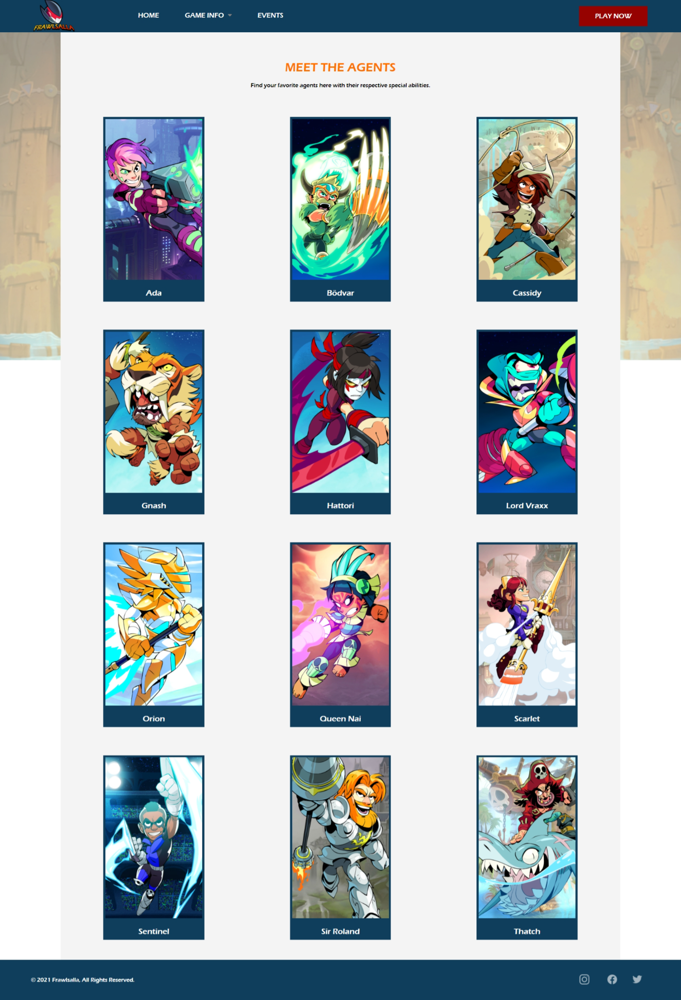 FRAWLSALLA
HOME
GAME INFO
EVENTS
PLAY NOW
MEET THE AGENTS
Find your favorite agents here with their respective special abilities.
Ada
Bödvar
Cassidy
Gnash
Hattori
Lord Vraxx
Orion
Queen Nai
Scarlet
Sentinel
Sir Roland
Thatch
© 2021 Frawlsalla, All Rights Reserved.